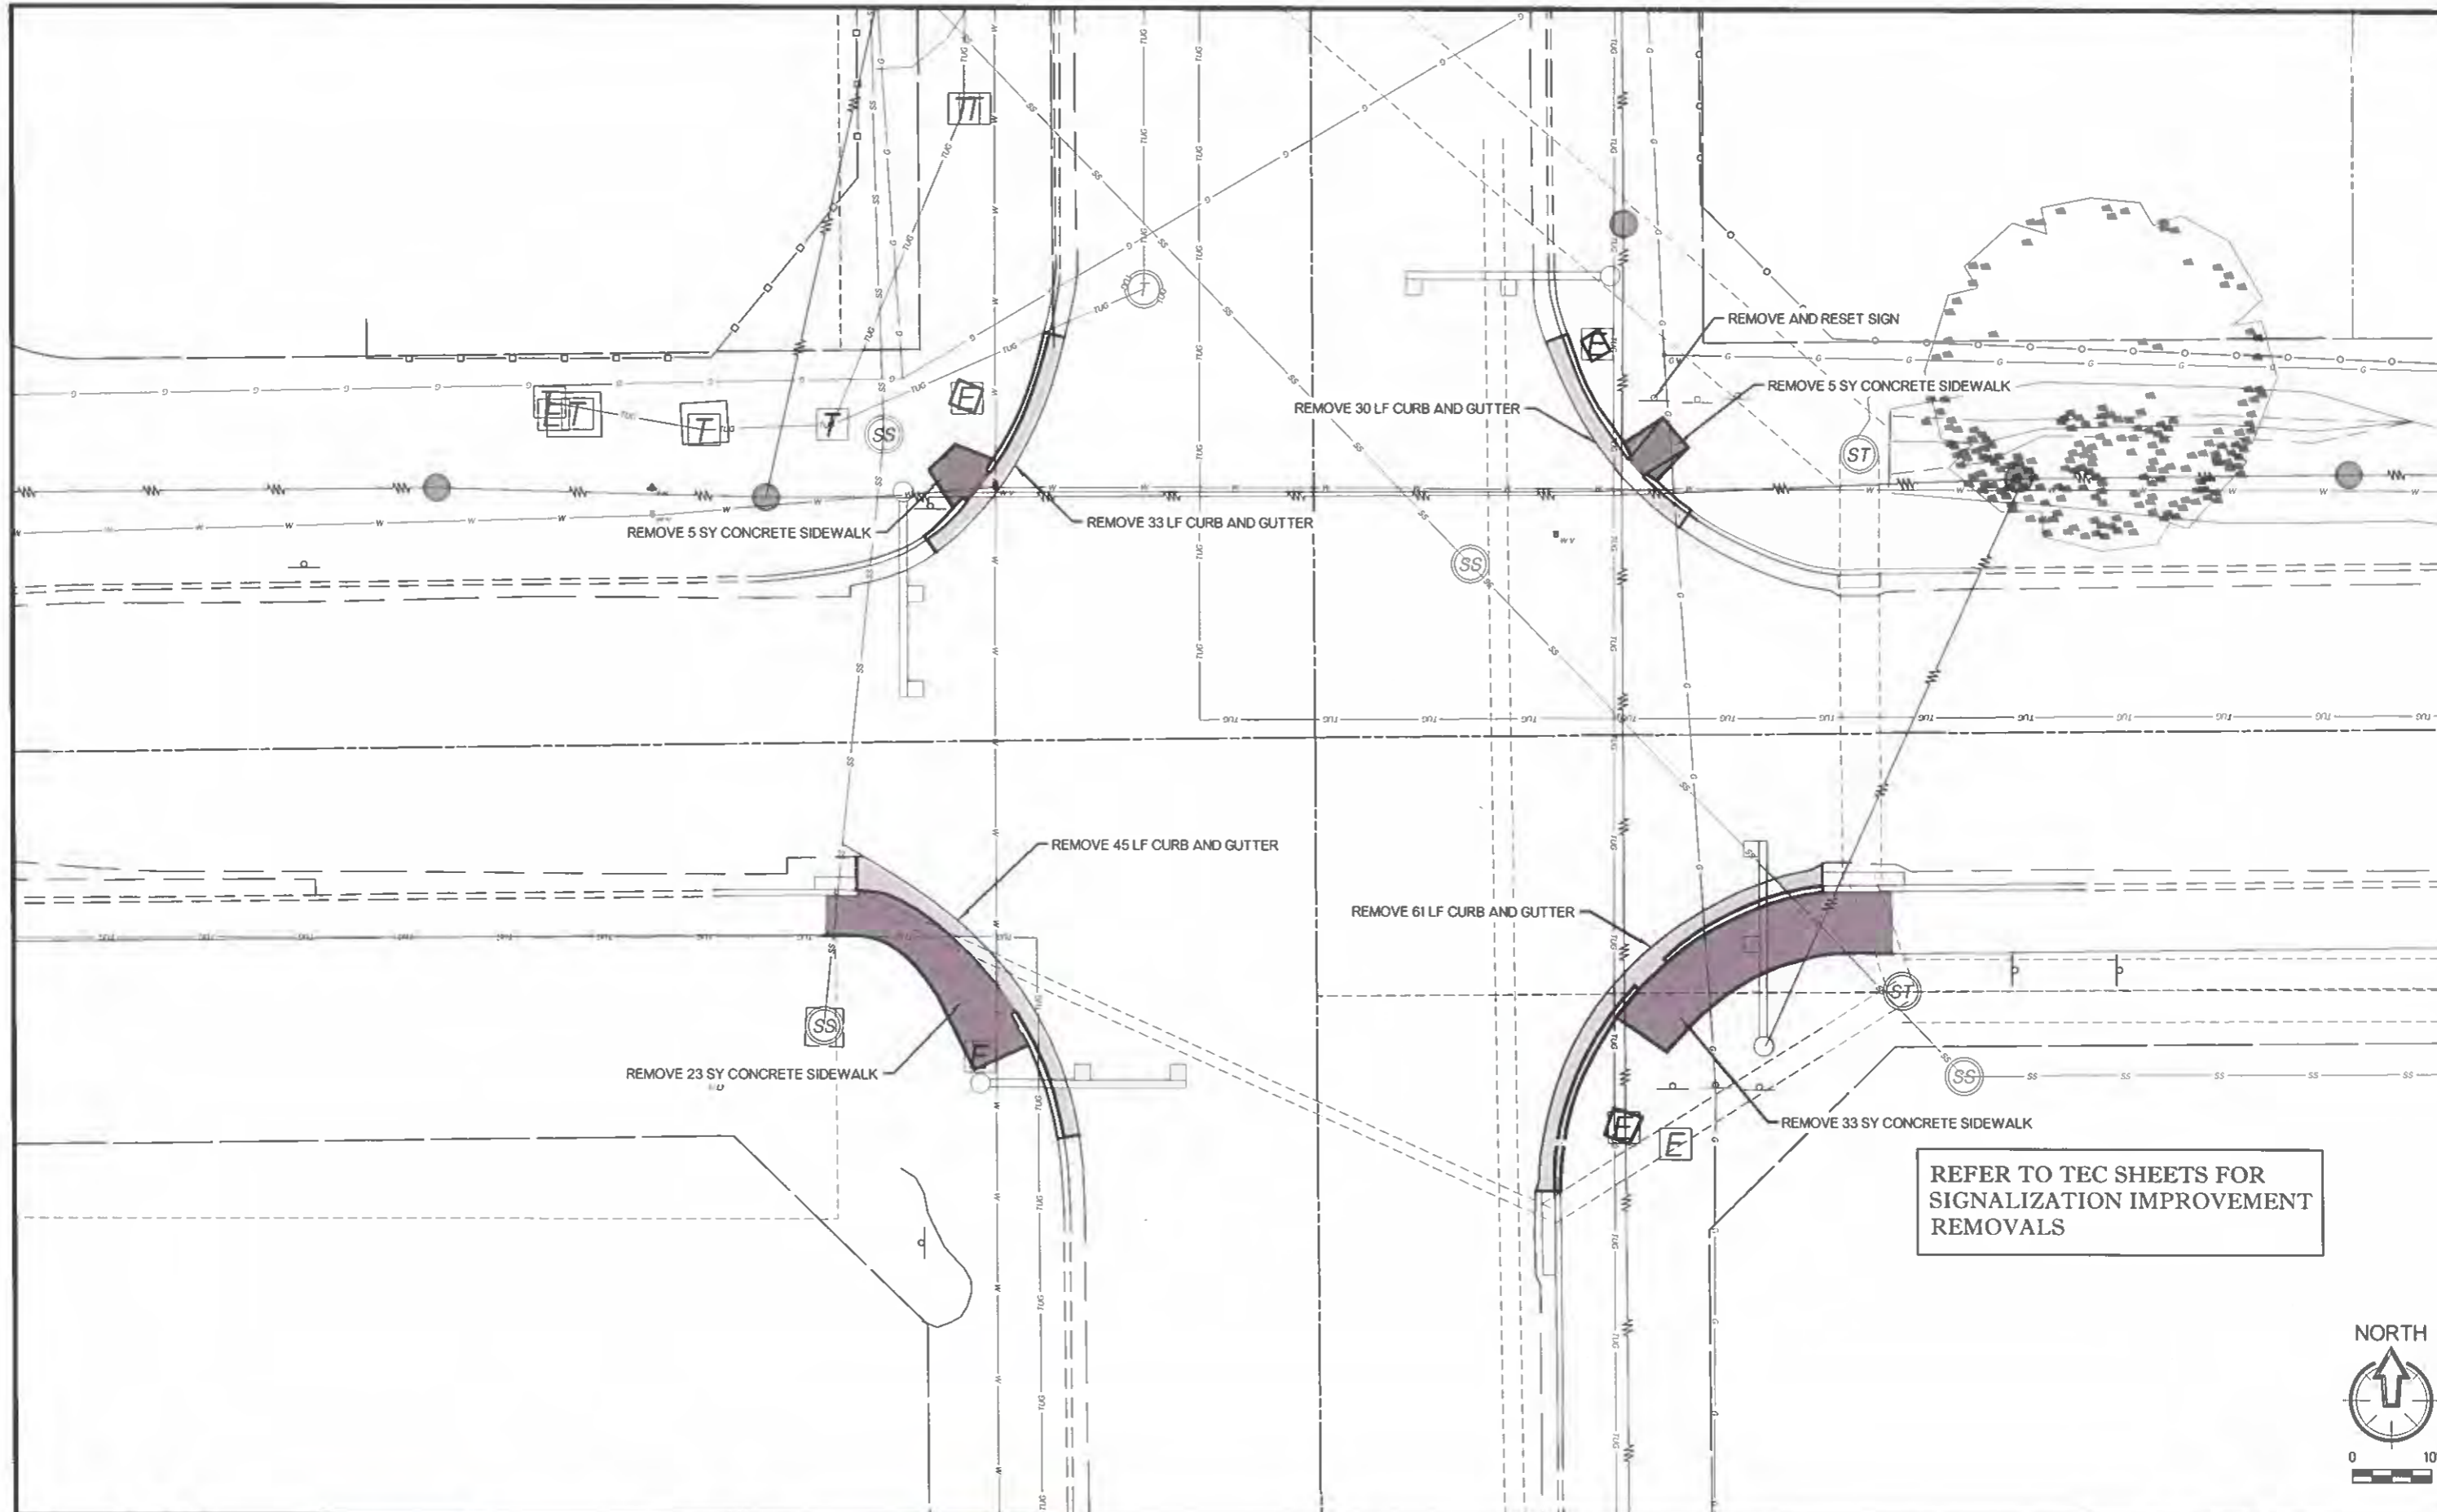 REMOVE AND RESET SIGN
REMOVE 5 SY CONCRETE SIDEWALK
REMOVE 30 LF CURB AND GUTTER
REMOVE 5 SY CONCRETE SIDEWALK
REMOVE 33 LF CURB AND GUTTER
REMOVE 45 LF CURB AND GUTTER
REMOVE 61 LF CURB AND GUTTER
REMOVE 23 SY CONCRETE SIDEWALK
REMOVE 33 SY CONCRETE SIDEWALK
REFER TO TEC SHEETS FOR
SIGNALIZATION IMPROVEMENT
REMOVALS
NORTH
0 10'
TUG
SS
G
W
T
E
ST